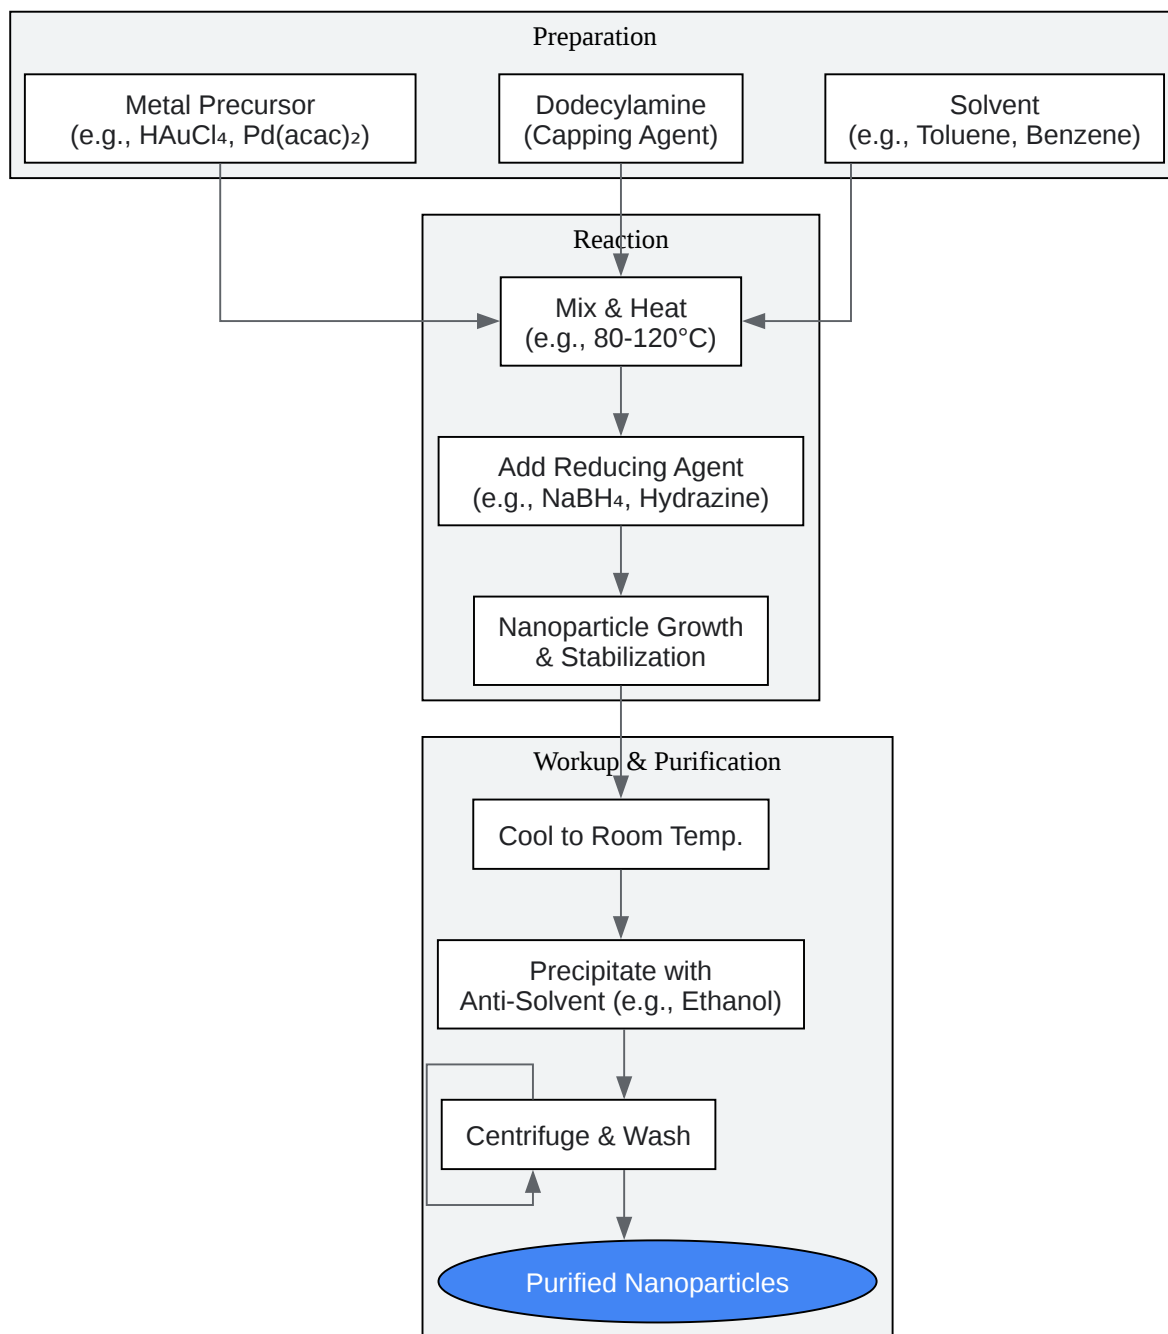 Preparation
Metal Precursor
(e.g., HAuCl₄, Pd(acac)₂)
Dodecylamine
(Capping Agent)
Solvent
(e.g., Toluene, Benzene)
Reaction
Mix & Heat
(e.g., 80-120°C)
Add Reducing Agent
(e.g., NaBH₄, Hydrazine)
Nanoparticle Growth
& Stabilization
Workup & Purification
Cool to Room Temp.
Precipitate with
Anti-Solvent (e.g., Ethanol)
Centrifuge & Wash
Purified Nanoparticles